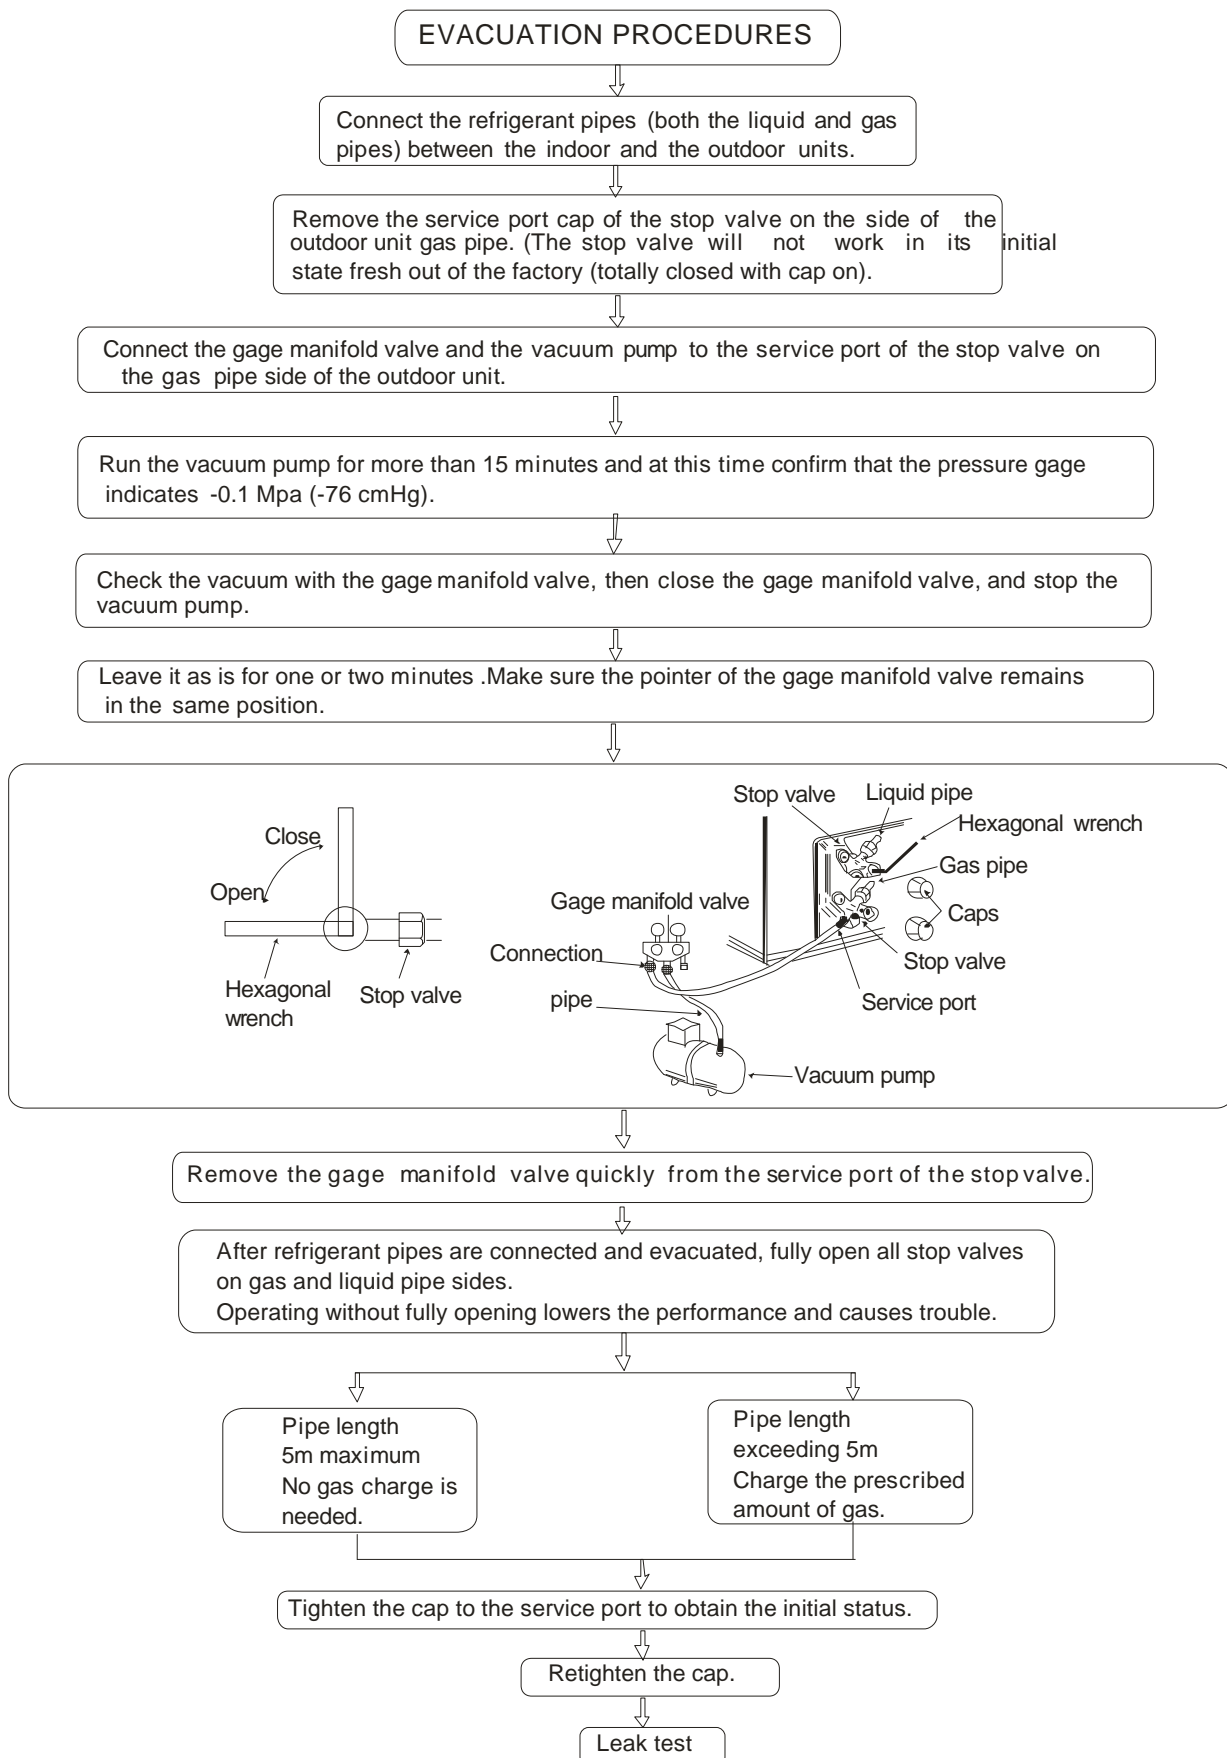 EVACUATION PROCEDURES
Connect the refrigerant pipes (both the liquid and gas
pipes) between the indoor and the outdoor units.
Remove the service port cap of the stop valve on the side of the
outdoor unit gas pipe. (The stop valve will not work in its initial
state fresh out of the factory (totally closed with cap on).
Connect the gage manifold valve and the vacuum pump to the service port of the stop valve on
the gas pipe side of the outdoor unit.
Run the vacuum pump for more than 15 minutes and at this time confirm that the pressure gage
indicates -0.1 Mpa (-76 cmHg).
Check the vacuum with the gage manifold valve, then close the gage manifold valve, and stop the
vacuum pump.
Leave it as is for one or two minutes .Make sure the pointer of the gage manifold valve remains
in the same position.
Close
Open
Hexagonal
wrench
Stop valve
Stop valve
Liquid pipe
Hexagonal wrench
Gas pipe
Gage manifold valve
Caps
Connection
Stop valve
pipe
Service port
Vacuum pump
Remove the gage manifold valve quickly from the service port of the stop valve.
After refrigerant pipes are connected and evacuated, fully open all stop valves
on gas and liquid pipe sides.
Operating without fully opening lowers the performance and causes trouble.
Pipe length
5m maximum
No gas charge is
needed.
Pipe length
exceeding 5m
Charge the prescribed
amount of gas.
Tighten the cap to the service port to obtain the initial status.
Retighten the cap.
Leak test